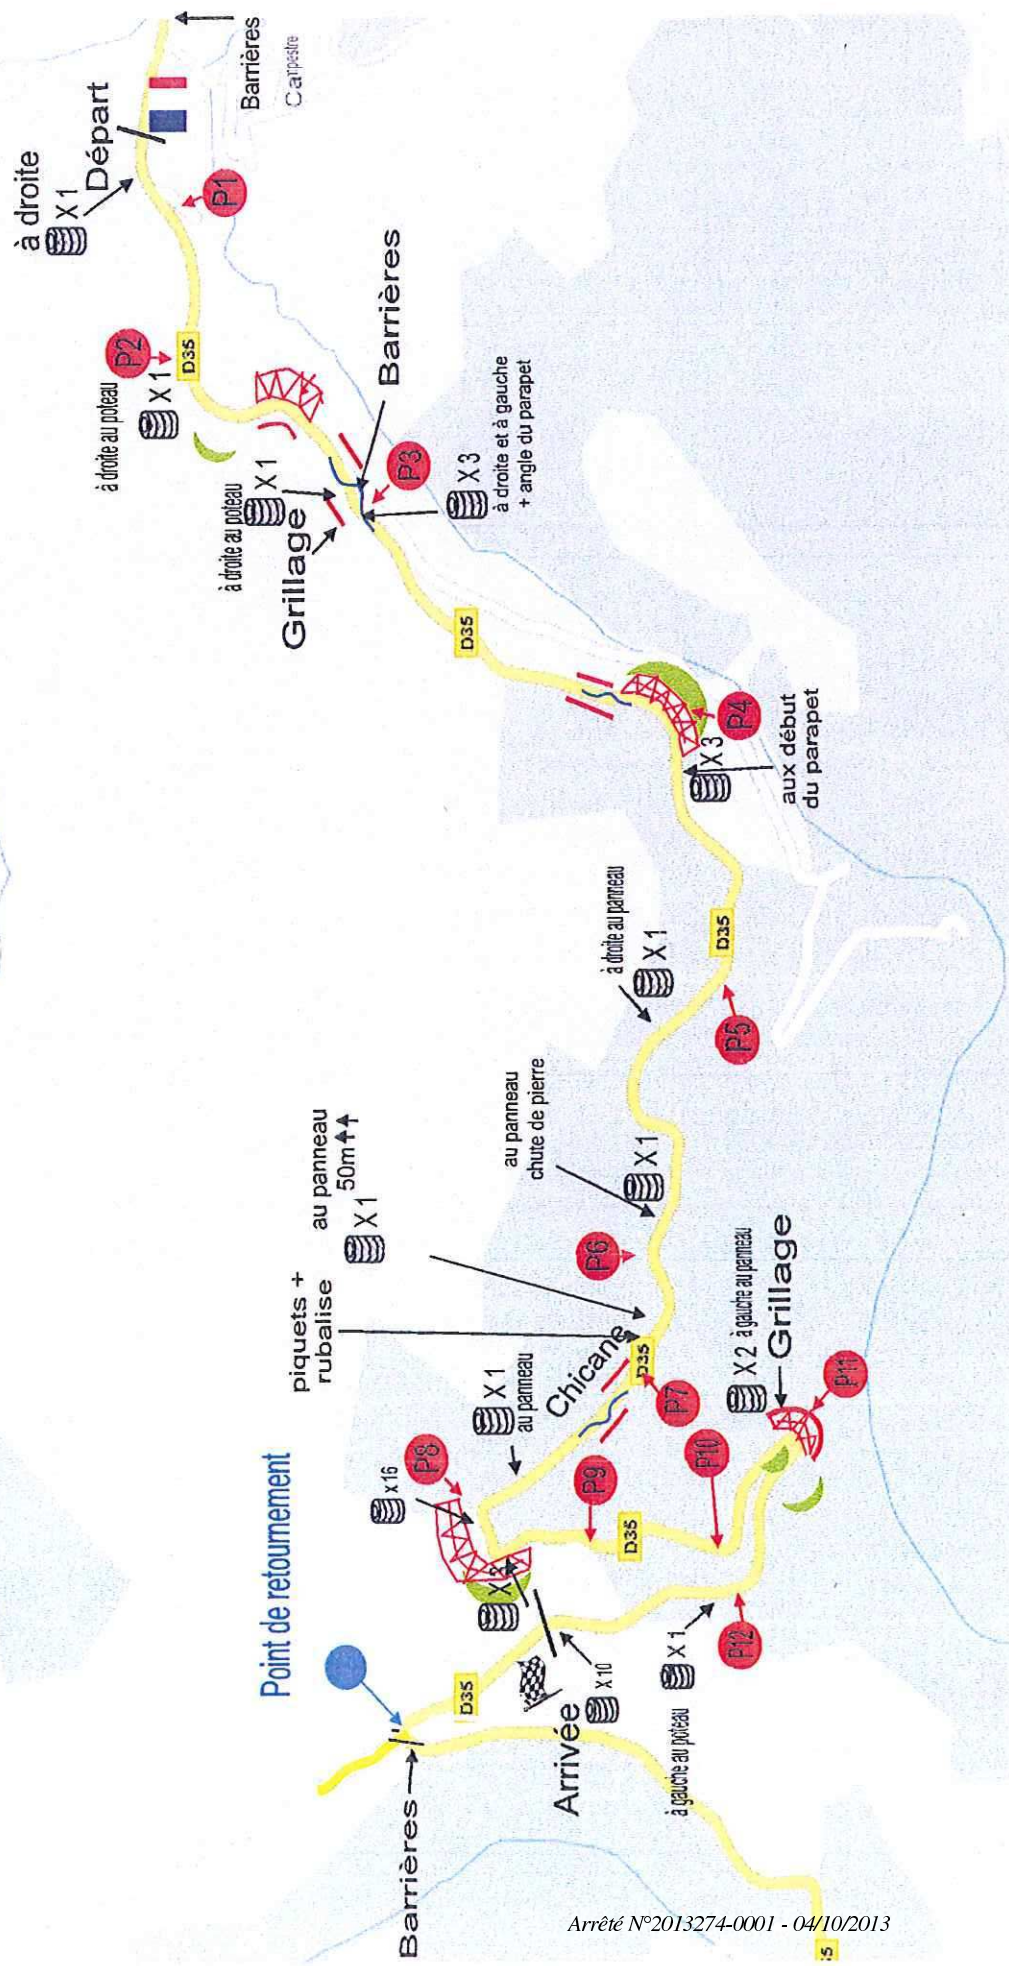 à droite
X 1
Départ
Barrières
P1
P2
D35
X 1
à droite au poteau
Barrières
X 1
à droite au poteau
Grillage
P3
X 3
à droite et à gauche
+ angle du parapet
D35
P4
X 3
aux début
du parapet
D35
P5
à droite au panneau
X 1
au panneau
chute de pierre
X 1
P6
au panneau
50m
X 1
piquets +
rubalise
Chicane
D35
P7
X 1
au panneau
P8
x16
P9
D35
P10
X 2 à gauche au panneau
Grillage
P11
P12
X 1
à gauche au poteau
Point de retournement
D35
X10
Arrivée
Barrières
Arrêté N°2013274-0001 - 04/10/2013